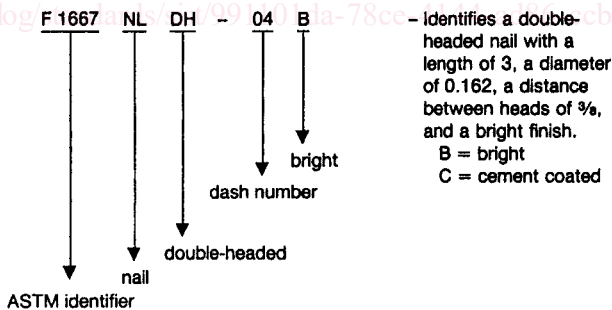 F 1667 NL DH – 04 B
bright
dash number
double-headed
nail
ASTM identifier
– Identifies a double-
headed nail with a
length of 3, a diameter
of 0.162, a distance
between heads of ⅜,
and a bright finish.
B = bright
C = cement coated